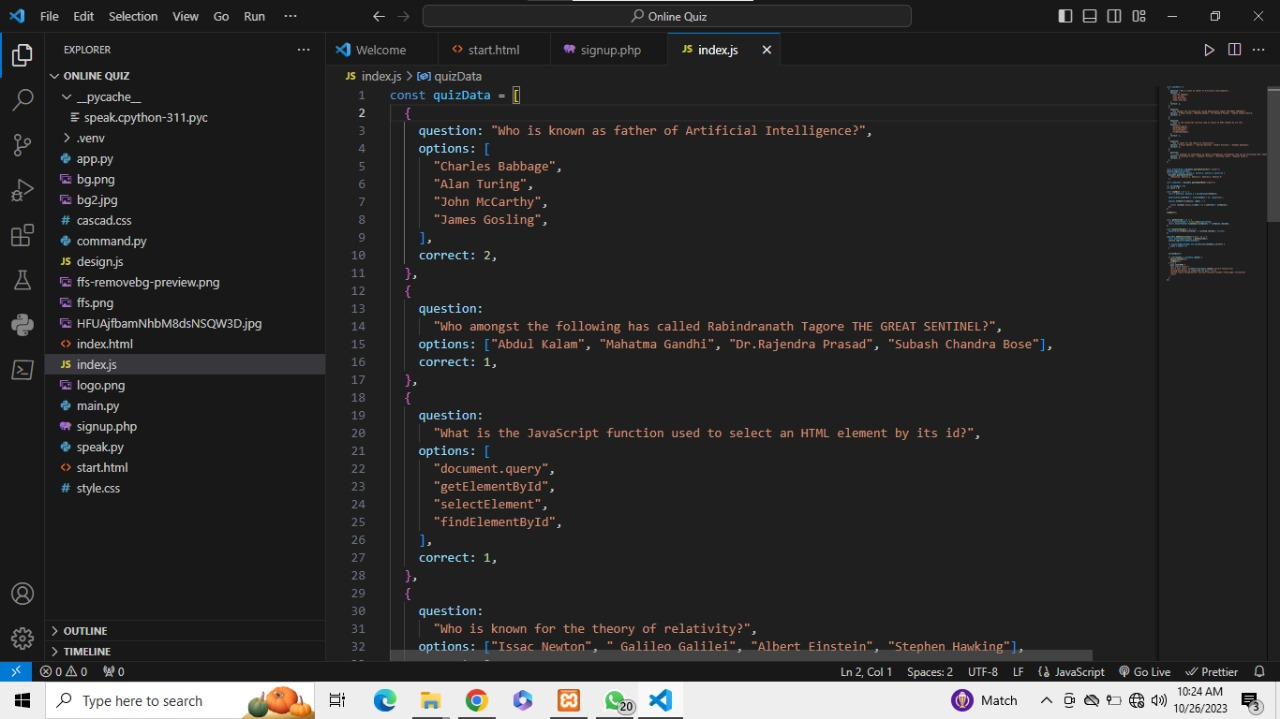 File Edit Selection View Go Run ··· Online Quiz
EXPLORER ···
ONLINE QUIZ
__pycache__
speak.cpython-311.pyc
.venv
app.py
bg.png
bg2.jpg
cascad.css
command.py
design.js
ffs-removebg-preview.png
ffs.png
HFUAjfbamNhbM8dsNSQW3D.jpg
index.html
JS index.js
logo.png
main.py
signup.php
speak.py
<> start.html
# style.css
OUTLINE
TIMELINE
Welcome <> start.html signup.php JS index.js
JS index.js > quizData
1 const quizData = [
2 {
3 question: "Who is known as father of Artificial Intelligence?",
4 options: [
5 "Charles Babbage",
6 "Alan Turing",
7 "John McCarthy",
8 "James Gosling",
9 ],
10 correct: 2,
11 },
12 {
13 question:
14 "Who amongst the following has called Rabindranath Tagore THE GREAT SENTINEL?",
15 options: ["Abdul Kalam", "Mahatma Gandhi", "Dr.Rajendra Prasad", "Subash Chandra Bose"],
16 correct: 1,
17 },
18 {
19 question:
20 "What is the JavaScript function used to select an HTML element by its id?",
21 options: [
22 "document.query",
23 "getElementById",
24 "selectElement",
25 "findElementById",
26 ],
27 correct: 1,
28 },
29 {
30 question:
31 "Who is known for the theory of relativity?",
32 options: ["Issac Newton", " Galileo Galilei", "Albert Einstein", "Stephen Hawking"],
0 0 0 Ln 2, Col 1 Spaces: 2 UTF-8 LF JavaScript Go Live Prettier
Type here to search 20 Match 10:24 AM
10/26/2023 3